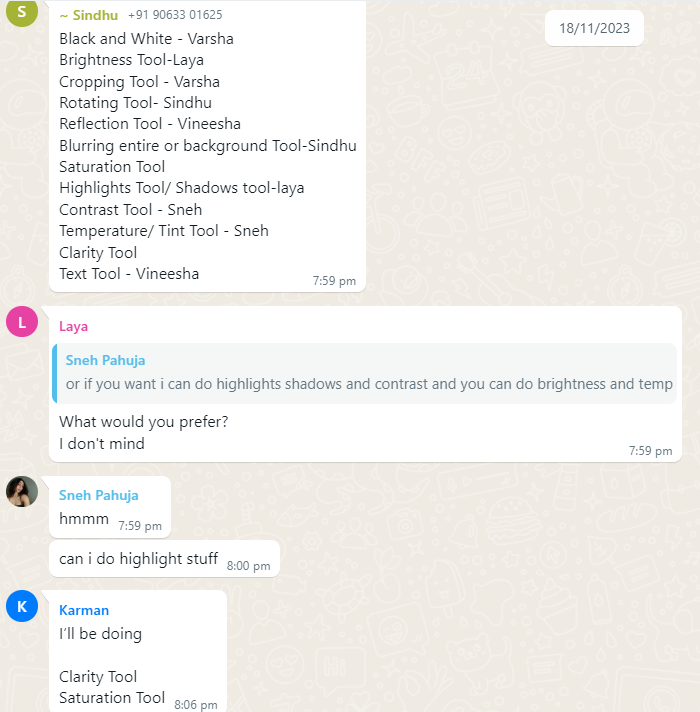 S
~ Sindhu +91 90633 01625
18/11/2023
Black and White - Varsha
Brightness Tool-Laya
Cropping Tool - Varsha
Rotating Tool- Sindhu
Reflection Tool - Vineesha
Blurring entire or background Tool-Sindhu
Saturation Tool
Highlights Tool/ Shadows tool-laya
Contrast Tool - Sneh
Temperature/ Tint Tool - Sneh
Clarity Tool
Text Tool - Vineesha
7:59 pm
L
Laya
Sneh Pahuja
or if you want i can do highlights shadows and contrast and you can do brightness and temp
What would you prefer?
I don't mind
7:59 pm
Sneh Pahuja
hmmm 7:59 pm
can i do highlight stuff 8:00 pm
K
Karman
I'll be doing
Clarity Tool
Saturation Tool 8:06 pm